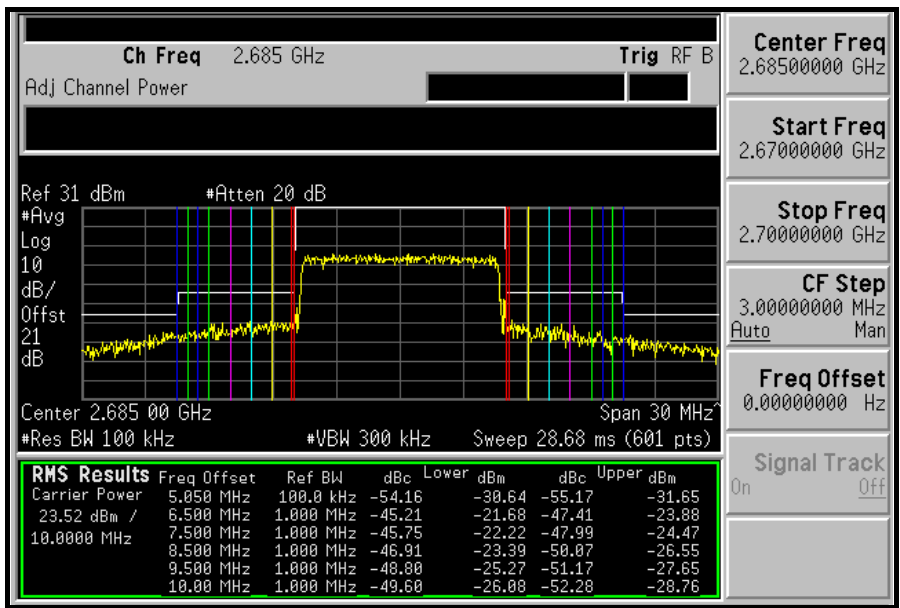 Ch Freq 2.685 GHz Trig RF B
Adj Channel Power
Ref 31 dBm #Atten 20 dB
#Avg
Log
10
dB/
Offst
21
dB
Center 2.685 00 GHz Span 30 MHz^
#Res BW 100 kHz #VBW 300 kHz Sweep 28.68 ms (601 pts)
RMS Results Freq Offset Ref BW dBc Lower dBm dBc Upper dBm
Carrier Power 5.050 MHz 100.0 kHz -54.16 -30.64 -55.17 -31.65
23.52 dBm / 6.500 MHz 1.000 MHz -45.21 -21.68 -47.41 -23.88
10.0000 MHz 7.500 MHz 1.000 MHz -45.75 -22.22 -47.99 -24.47
8.500 MHz 1.000 MHz -46.91 -23.39 -50.07 -26.55
9.500 MHz 1.000 MHz -48.80 -25.27 -51.17 -27.65
10.00 MHz 1.000 MHz -49.60 -26.08 -52.28 -28.76
Center Freq
2.68500000 GHz
Start Freq
2.67000000 GHz
Stop Freq
2.70000000 GHz
CF Step
3.00000000 MHz
Auto Man
Freq Offset
0.00000000 Hz
Signal Track
On Off